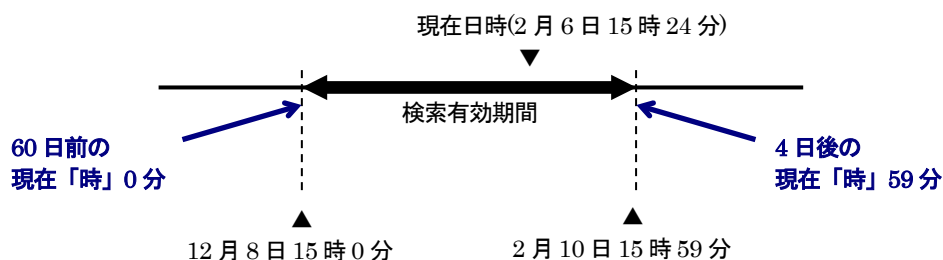 現在日時(2 月 6 日 15 時 24 分)
検索有効期間
60 日前の
現在「時」0 分
4 日後の
現在「時」59 分
12 月 8 日 15 時 0 分
2 月 10 日 15 時 59 分